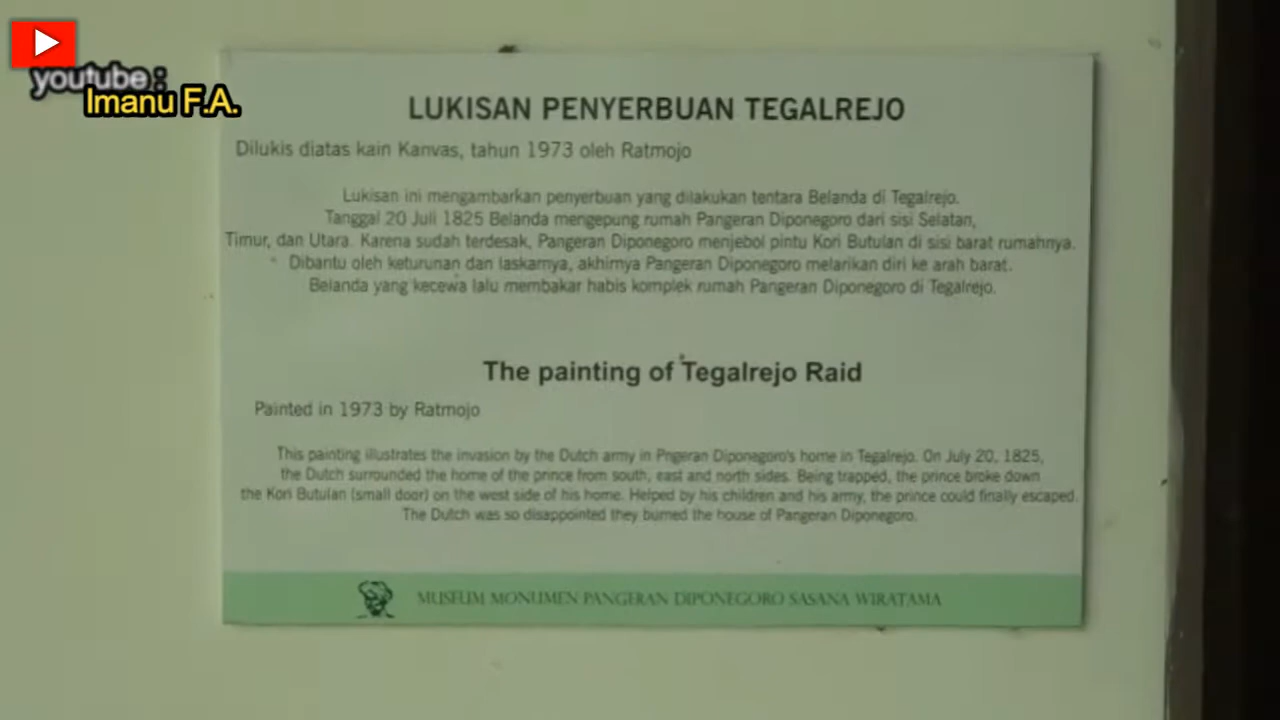 youtube :
Imanu F.A.
LUKISAN PENYERBUAN TEGALREJO
Dilukis diatas kain Kanvas, tahun 1973 oleh Ratmojo
Lukisan ini mengambarkan penyerbuan yang dilakukan tentara Belanda di Tegalrejo.
Tanggal 20 Juli 1825 Belanda mengepung rumah Pangeran Diponegoro dari sisi Selatan,
Timur, dan Utara. Karena sudah terdesak, Pangeran Diponegoro menjebol pintu Kori Butulan di sisi barat rumahnya.
Dibantu oleh keturunan dan laskarnya, akhirnya Pangeran Diponegoro melarikan diri ke arah barat.
Belanda yang kecewa lalu membakar habis komplek rumah Pangeran Diponegoro di Tegalrejo.
The painting of Tegalrejo Raid
Painted in 1973 by Ratmojo
This painting illustrates the invasion by the Dutch army in Pngeran Diponegoro's home in Tegalrejo. On July 20, 1825,
the Dutch surrounded the home of the prince from south, east and north sides. Being trapped, the prince broke down
the Kori Butulan (small door) on the west side of his home. Helped by his children and his army, the prince could finally escaped.
The Dutch was so disappointed they burned the house of Pangeran Diponegoro.
MUSEUM MONUMEN PANGERAN DIPONEGORO SASANA WIRATAMA